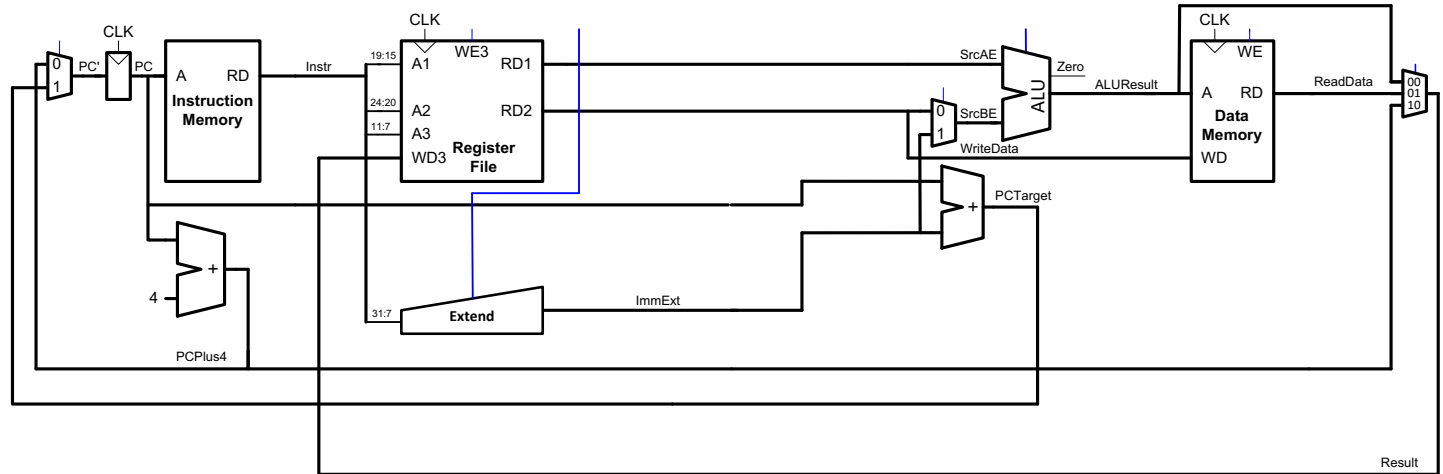 CLK
0
1
PC'
CLK
PC
A
RD
Instruction
Memory
Instr
19:15
24:20
11:7
31:7
CLK
WE3
A1
RD1
A2
RD2
A3
WD3
Register
File
SrcAE
0
1
SrcBE
WriteData
ALU
Zero
ALUResult
CLK
WE
A
RD
Data
Memory
WD
ReadData
00
01
10
+
PCTarget
+
4
ImmExt
Extend
PCPlus4
Result